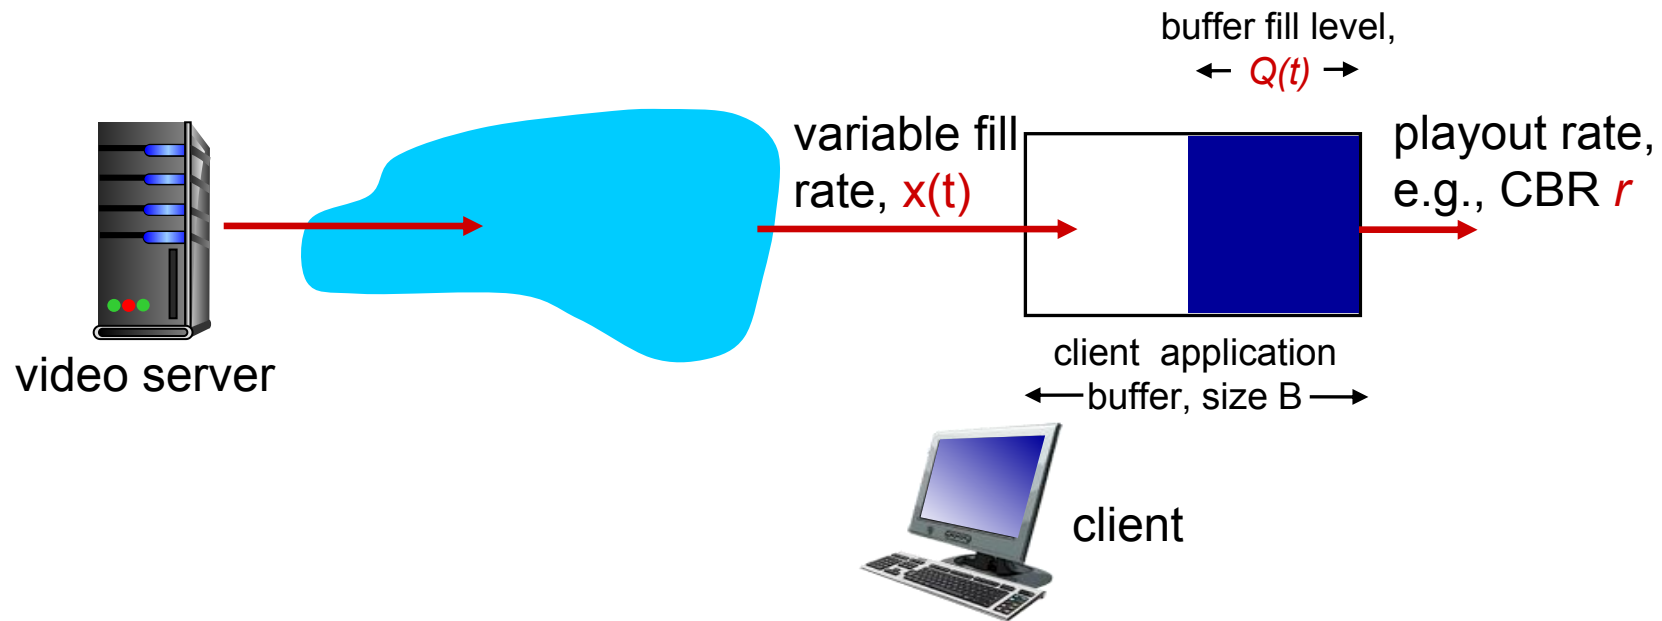 buffer fill level,
Q(t)
variable fill
rate, x(t)
playout rate,
e.g., CBR r
video server
client application
buffer, size B
client